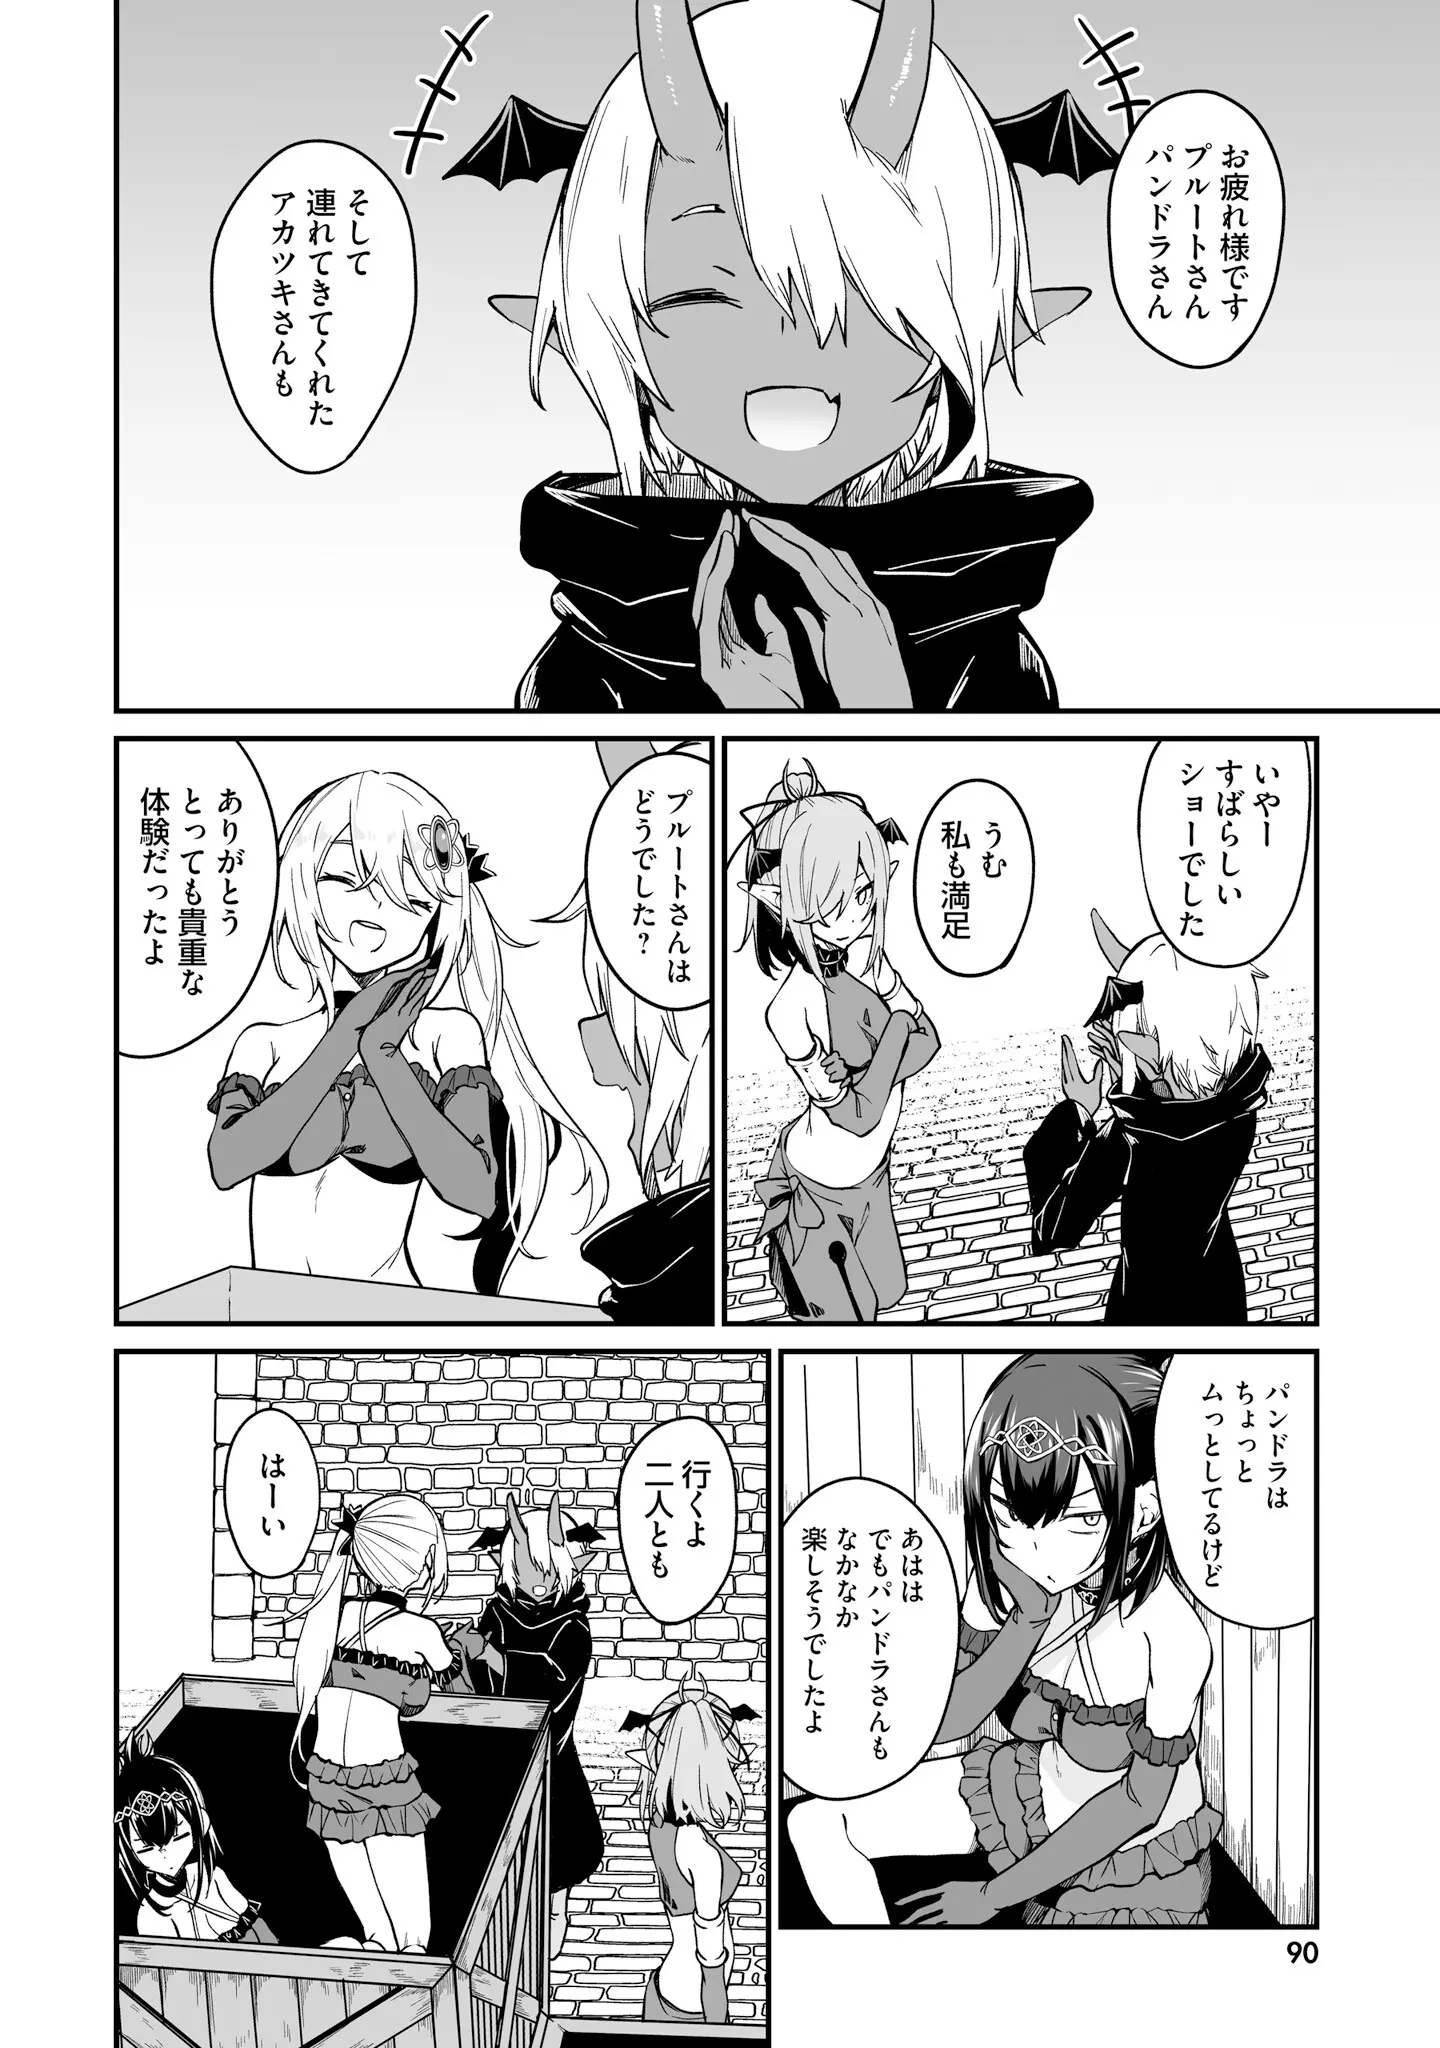 お疲れ様です
プルートさん
パンドラさん
そして
連れてきてくれた
アカツキさんも
いやー
すばらしい
ショーでした
うむ
私も満足
プルートさんは
どうでした？
ありがとう
とっても貴重な
体験だったよ
パンドラは
ちょっと
ムっとしてるけど
あはは
でもパンドラさんも
なかなか
楽しそうでしたよ
行くよ
二人とも
はーい
90